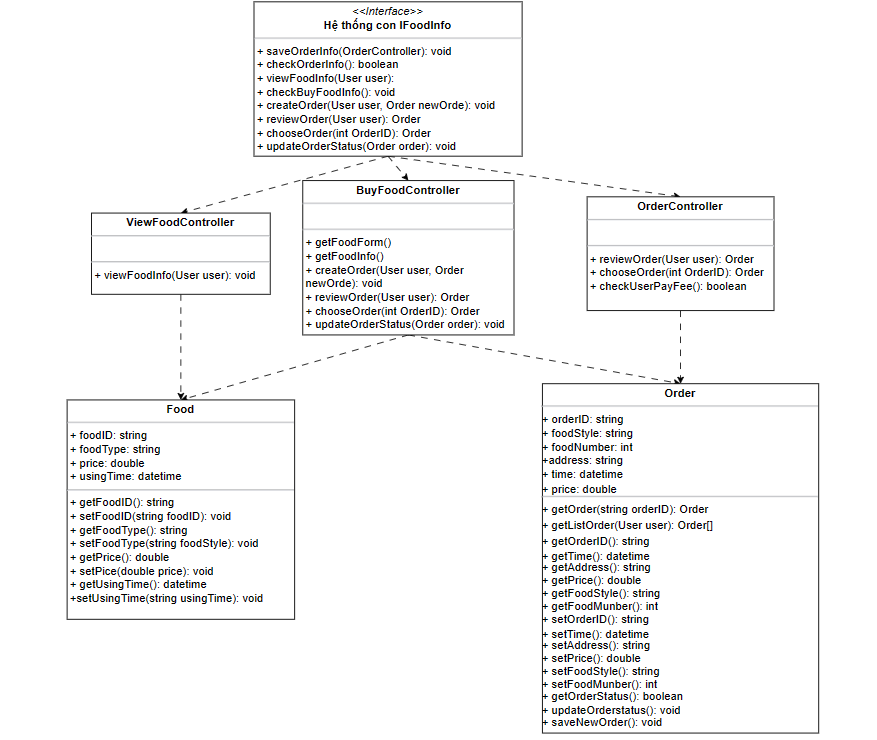 <<Interface>>
Hệ thống con IFoodInfo
+ saveOrderInfo(OrderController): void
+ checkOrderInfo(): boolean
+ viewFoodInfo(User user):
+ checkBuyFoodInfo(): void
+ createOrder(User user, Order newOrde): void
+ reviewOrder(User user): Order
+ chooseOrder(int OrderID): Order
+ updateOrderStatus(Order order): void
ViewFoodController
+ viewFoodInfo(User user): void
BuyFoodController
+ getFoodForm()
+ getFoodInfo()
+ createOrder(User user, Order
newOrde): void
+ reviewOrder(User user): Order
+ chooseOrder(int OrderID): Order
+ updateOrderStatus(Order order): void
OrderController
+ reviewOrder(User user): Order
+ chooseOrder(int OrderID): Order
+ checkUserPayFee(): boolean
Food
+ foodID: string
+ foodType: string
+ price: double
+ usingTime: datetime
+ getFoodID(): string
+ setFoodID(string foodID): void
+ getFoodType(): string
+ setFoodType(string foodStyle): void
+ getPrice(): double
+ setPice(double price): void
+ getUsingTime(): datetime
+setUsingTime(string usingTime): void
Order
+ orderID: string
+ foodStyle: string
+ foodNumber: int
+address: string
+ time: datetime
+ price: double
+ getOrder(string orderID): Order
+ getListOrder(User user): Order[]
+ getOrderID(): string
+ getTime(): datetime
+ getAddress(): string
+ getPrice(): double
+ getFoodStyle(): string
+ getFoodMunber(): int
+ setOrderID(): string
+ setTime(): datetime
+ setAddress(): string
+ setPrice(): double
+ setFoodStyle(): string
+ setFoodMunber(): int
+ getOrderStatus(): boolean
+ updateOrderstatus(): void
+ saveNewOrder(): void